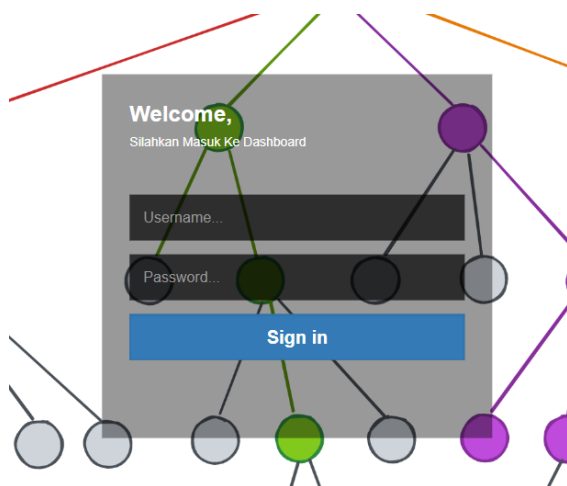 Welcome,
Silahkan Masuk Ke Dashboard
Username...
Password...
Sign in